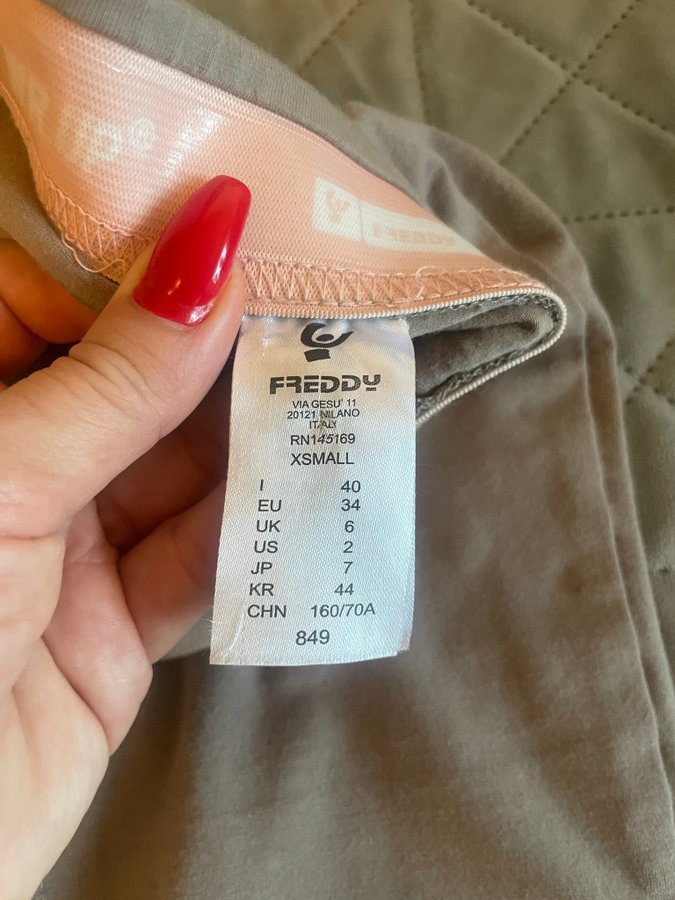 FREDDY
FREDDY
VIA GESU' 11
20121 MILANO
ITALY
RN145169
XSMALL
I 40
EU 34
UK 6
US 2
JP 7
KR 44
CHN 160/70A
849